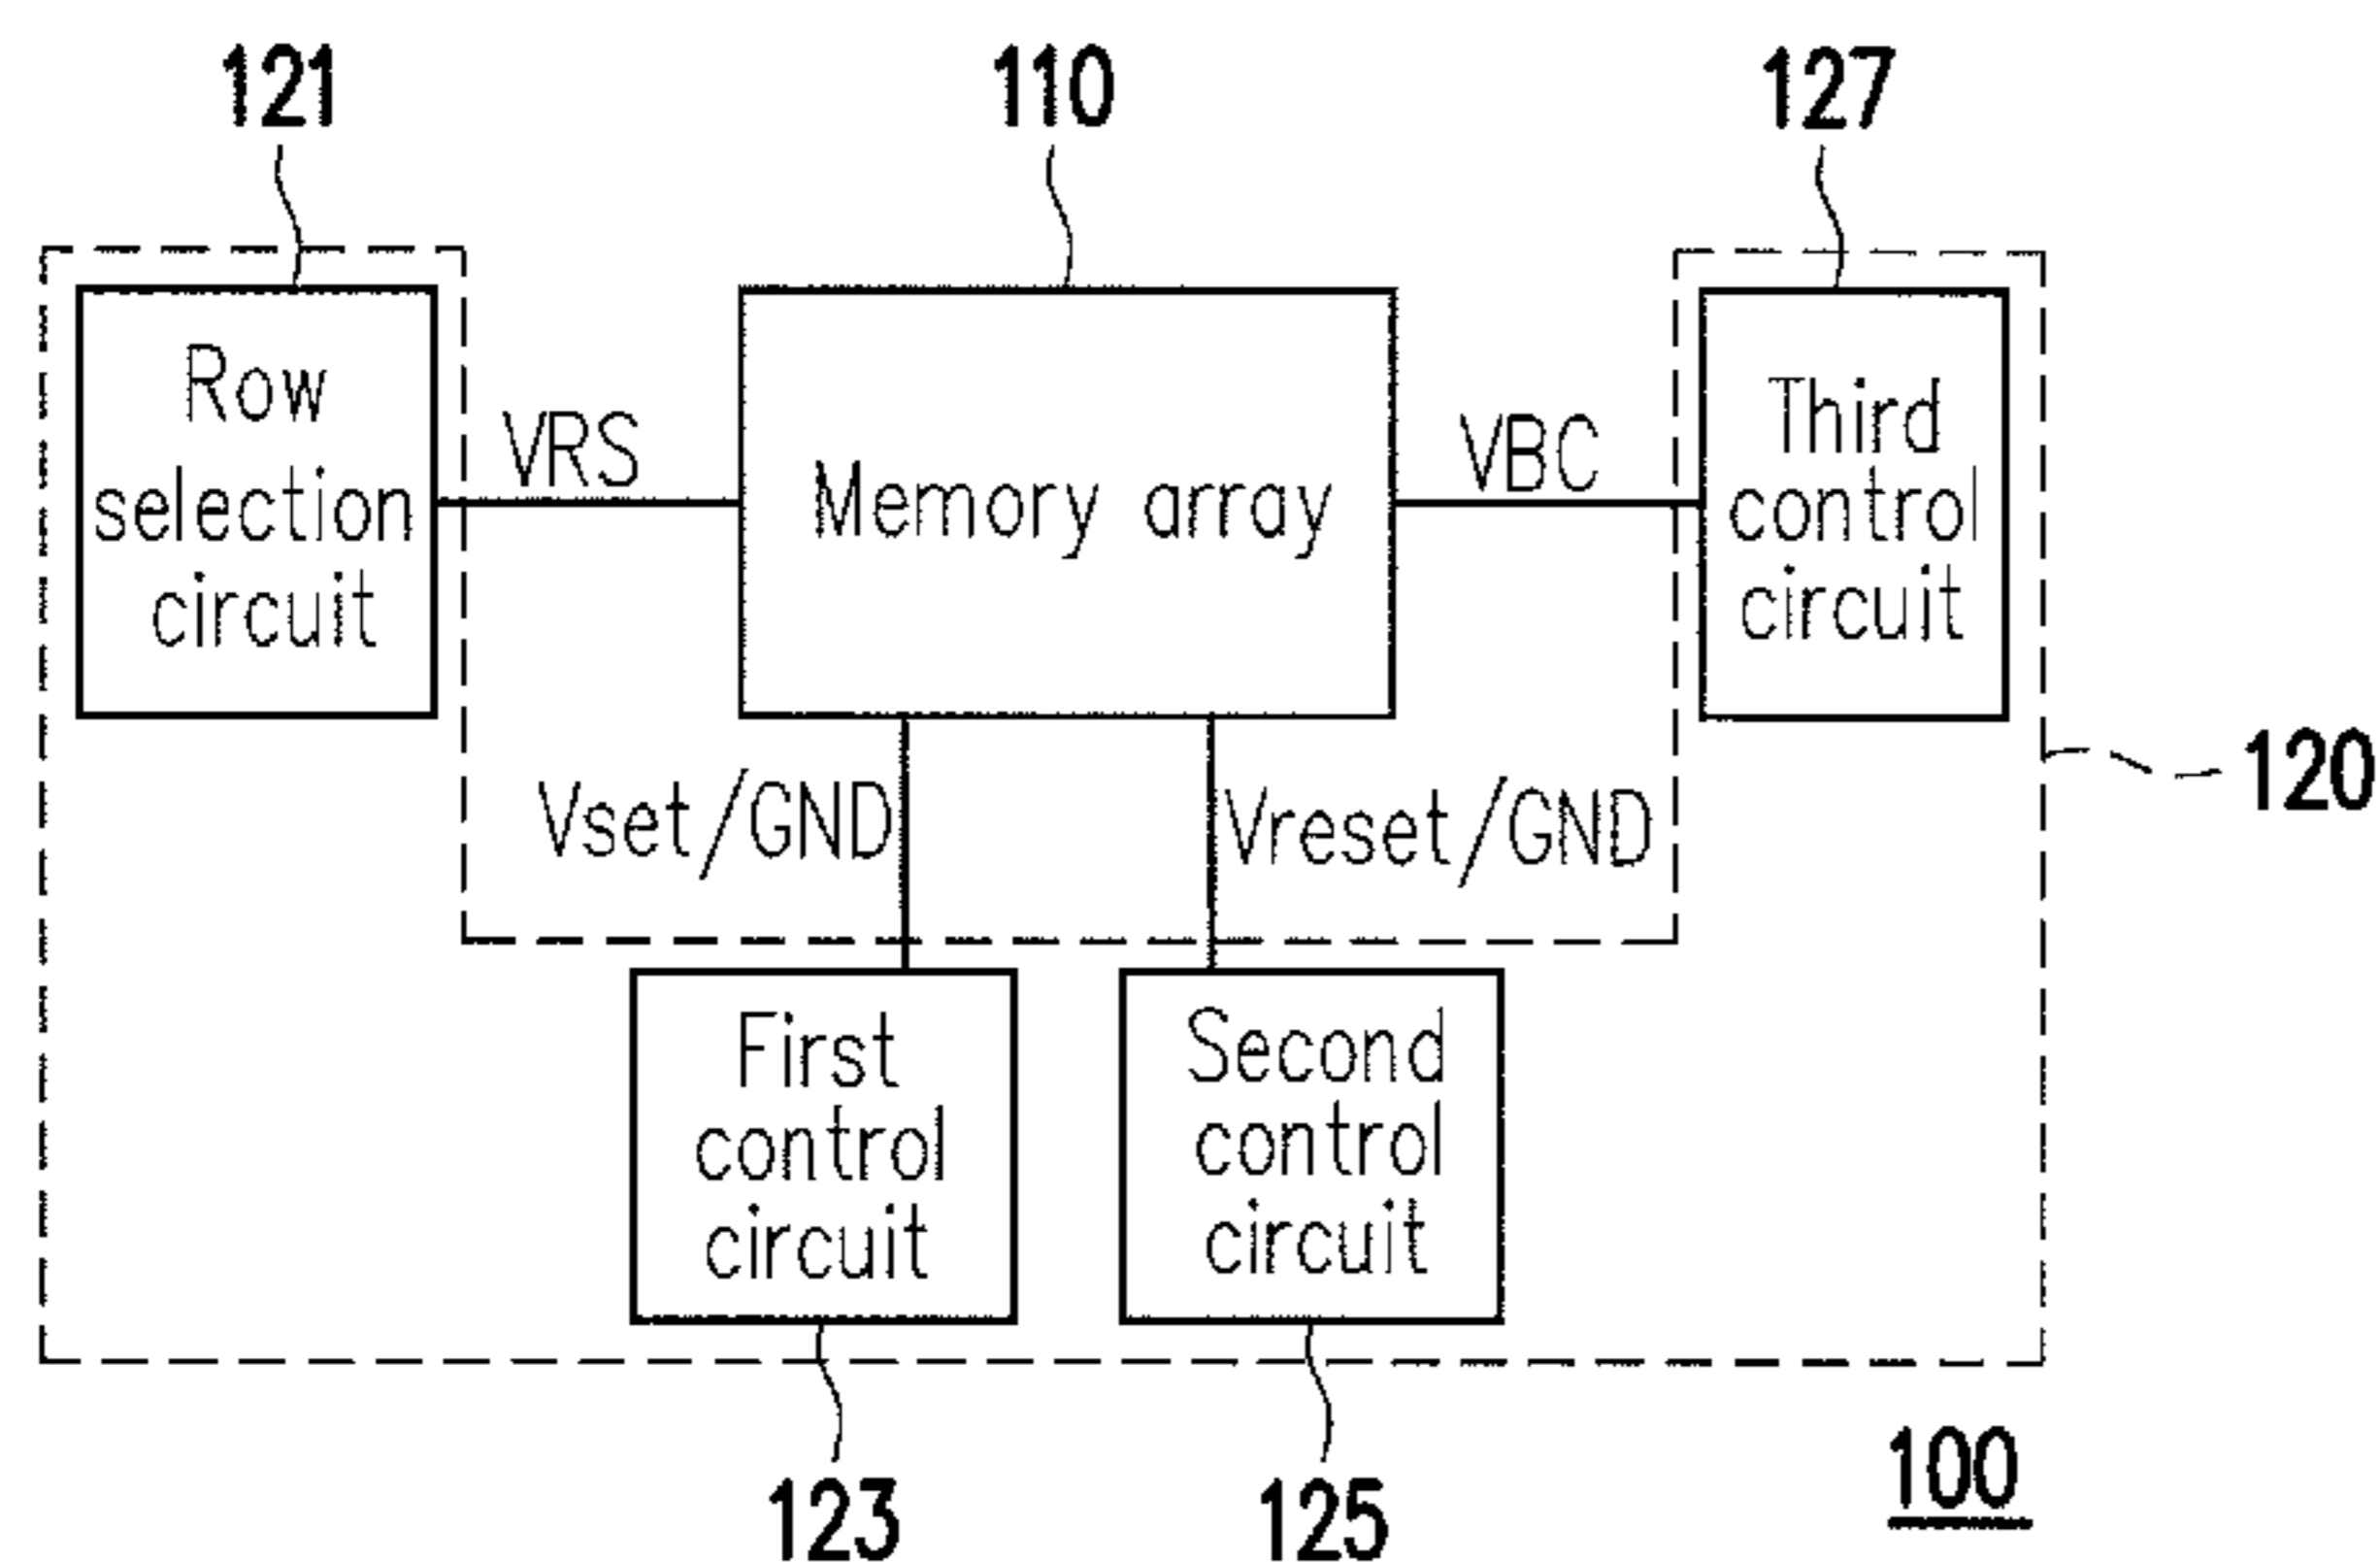 121
110
127
Row
selection
circuit
VRS
Memory array
VBC
Third
control
circuit
Vset/GND
Vreset/GND
120
First
control
circuit
Second
control
circuit
123
125
100